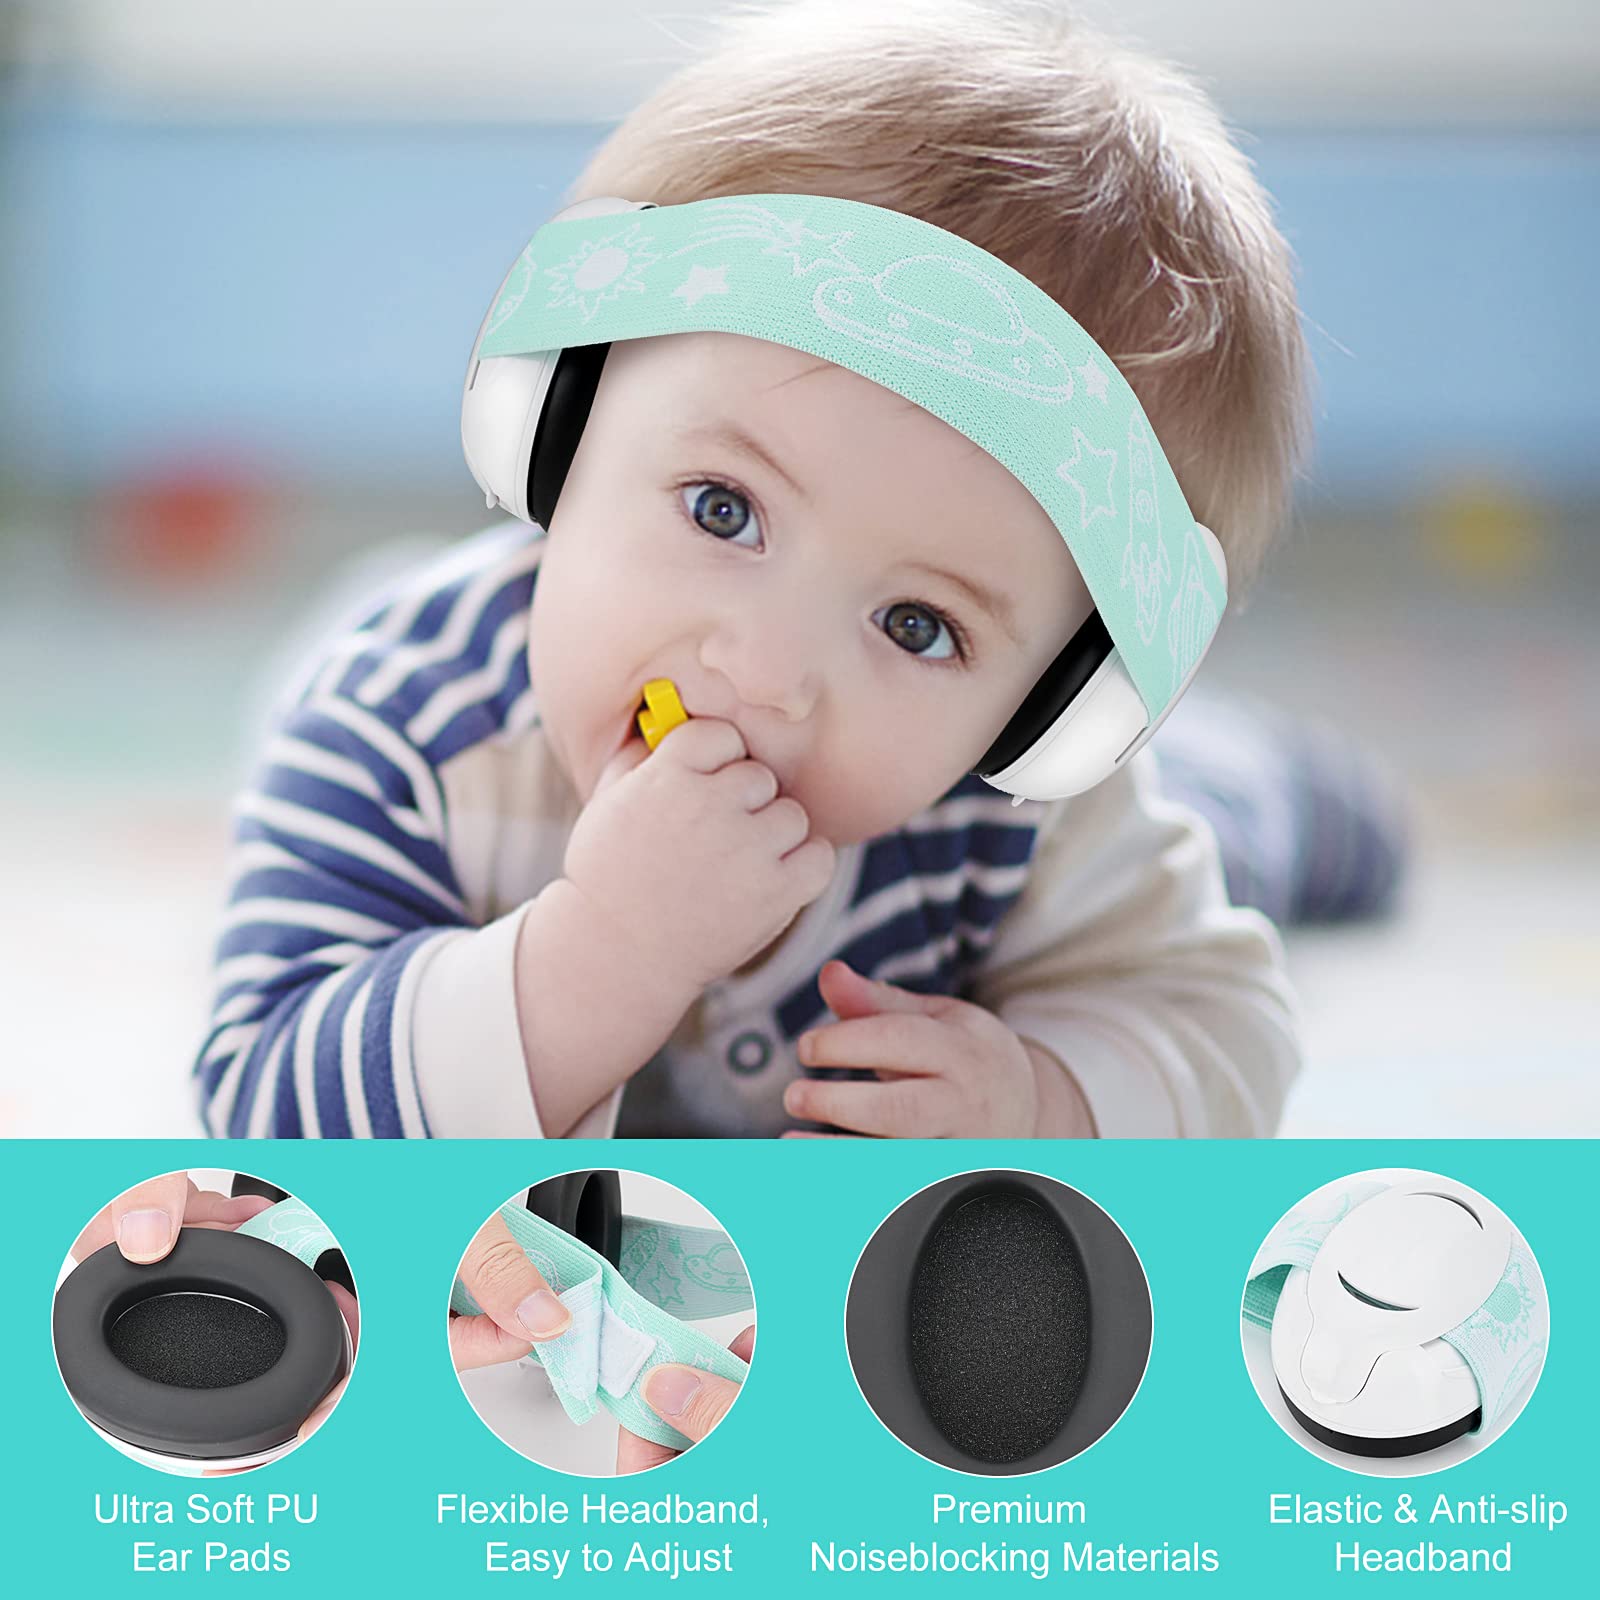 Ultra Soft PU
Ear Pads
Flexible Headband,
Easy to Adjust
Premium
Noiseblocking Materials
Elastic & Anti-slip
Headband